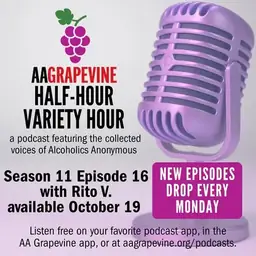 AAGRAPEVINE
HALF-HOUR
VARIETY HOUR
a podcast featuring the collected
voices of Alcoholics Anonymous
Season 11 Episode 16
with Rito V.
available October 19
NEW EPISODES
DROP EVERY
MONDAY
Listen free on your favorite podcast app, in the
AA Grapevine app, or at aagrapevine.org/podcasts.